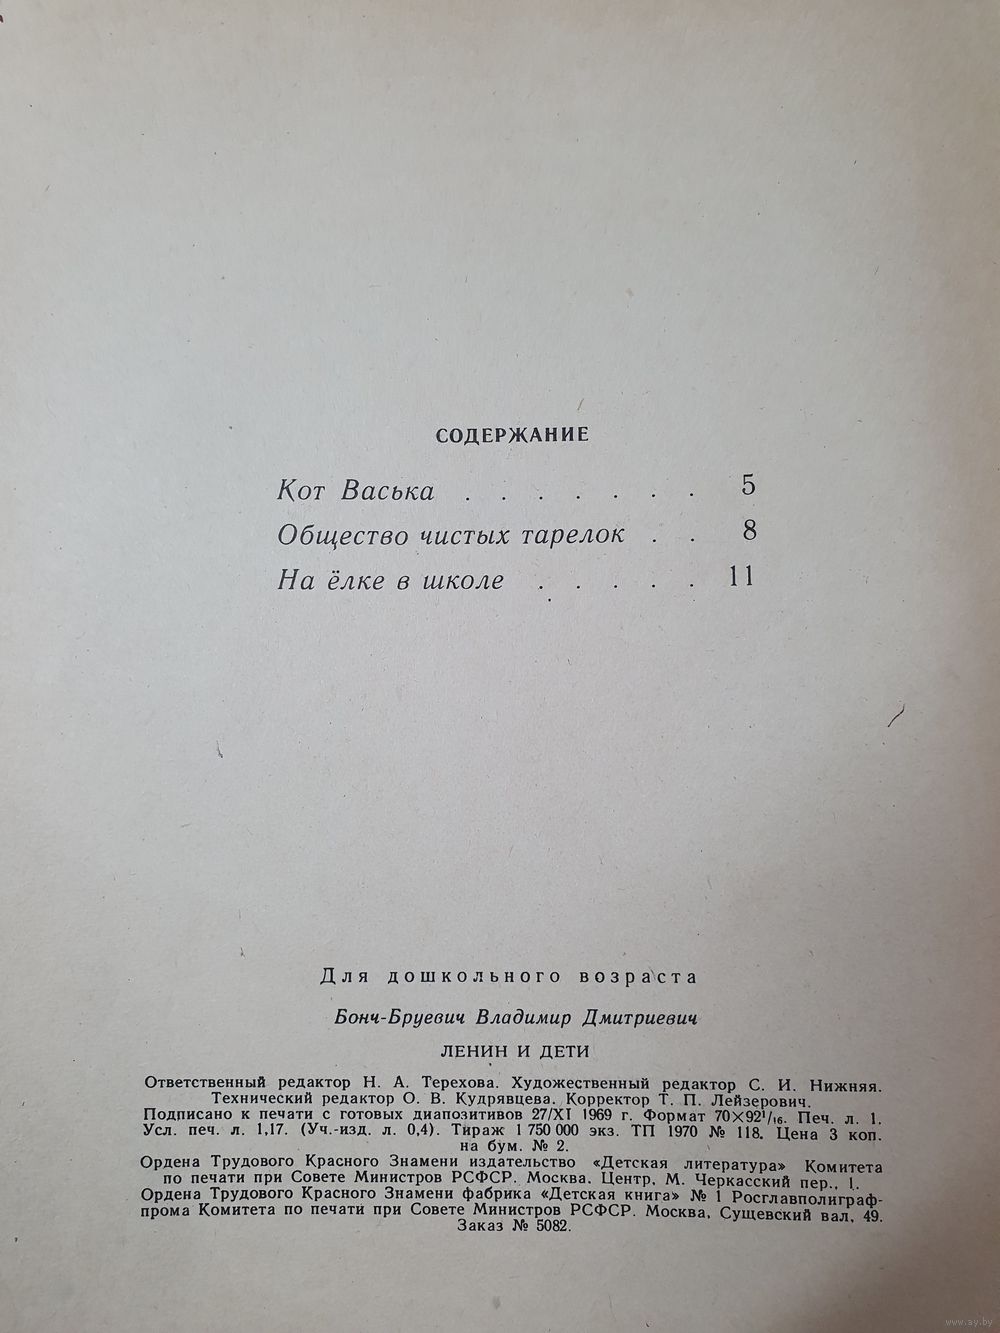 СОДЕРЖАНИЕ
Кот Васька . . . . . . . 5
Общество чистых тарелок . . 8
На ёлке в школе . . . . . 11
Для дошкольного возраста
Бонч-Бруевич Владимир Дмитриевич
ЛЕНИН И ДЕТИ
Ответственный редактор Н. А. Терехова. Художественный редактор С. И. Нижняя.
Технический редактор О. В. Кудрявцева. Корректор Т. П. Лейзерович.
Подписано к печати с готовых диапозитивов 27/XI 1969 г. Формат 70×92¹/₁₆. Печ. л. 1.
Усл. печ. л. 1,17. (Уч.-изд. л. 0,4). Тираж 1 750 000 экз. ТП 1970 № 118. Цена 3 коп.
на бум. № 2.
Ордена Трудового Красного Знамени издательство «Детская литература» Комитета
по печати при Совете Министров РСФСР. Москва. Центр, М. Черкасский пер., 1.
Ордена Трудового Красного Знамени фабрика «Детская книга» № 1 Росглавполиграф-
прома Комитета по печати при Совете Министров РСФСР. Москва, Сущевский вал, 49.
Заказ № 5082.
www.ay.by